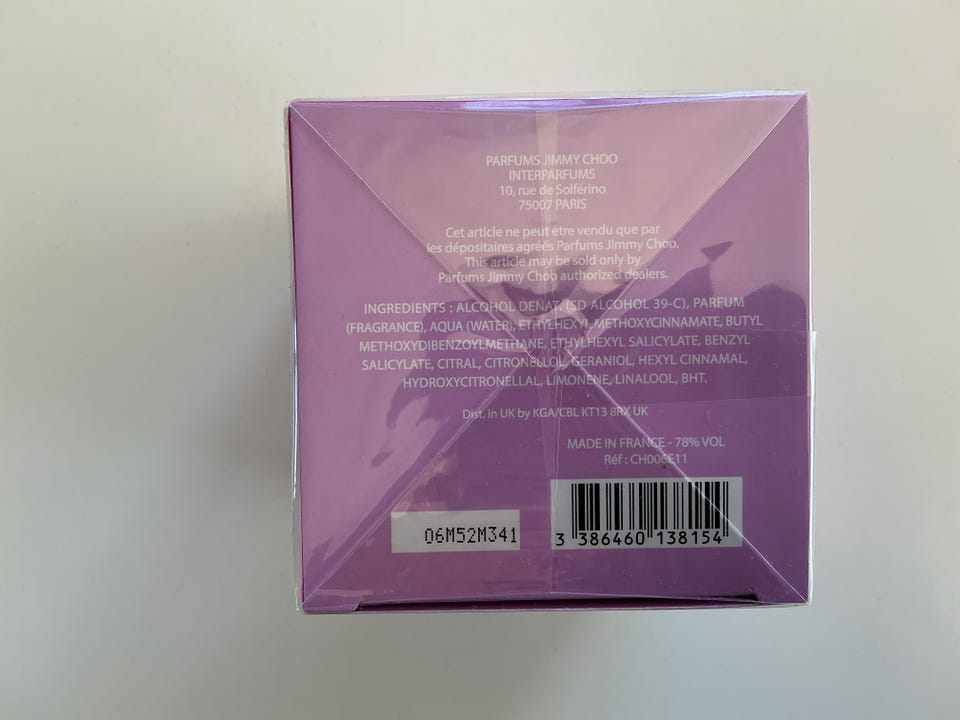 PARFUMS JIMMY CHOO
INTERPARFUMS
10, rue de Solférino
75007 PARIS
Cet article ne peut être vendu que par
les dépositaires agréés Parfums Jimmy Choo.
This article may be sold only by
Parfums Jimmy Choo authorized dealers.
INGREDIENTS : ALCOHOL DENAT. (SD ALCOHOL 39-C), PARFUM
(FRAGRANCE), AQUA (WATER), ETHYLHEXYL METHOXYCINNAMATE, BUTYL
METHOXYDIBENZOYLMETHANE, ETHYLHEXYL SALICYLATE, BENZYL
SALICYLATE, CITRAL, CITRONELLOL, GERANIOL, HEXYL CINNAMAL,
HYDROXYCITRONELLAL, LIMONENE, LINALOOL, BHT.
Dist. in UK by KGA/CBL KT13 8RX UK
MADE IN FRANCE - 78% VOL
Réf : CH006E11
06M52M341
3 386460 138154